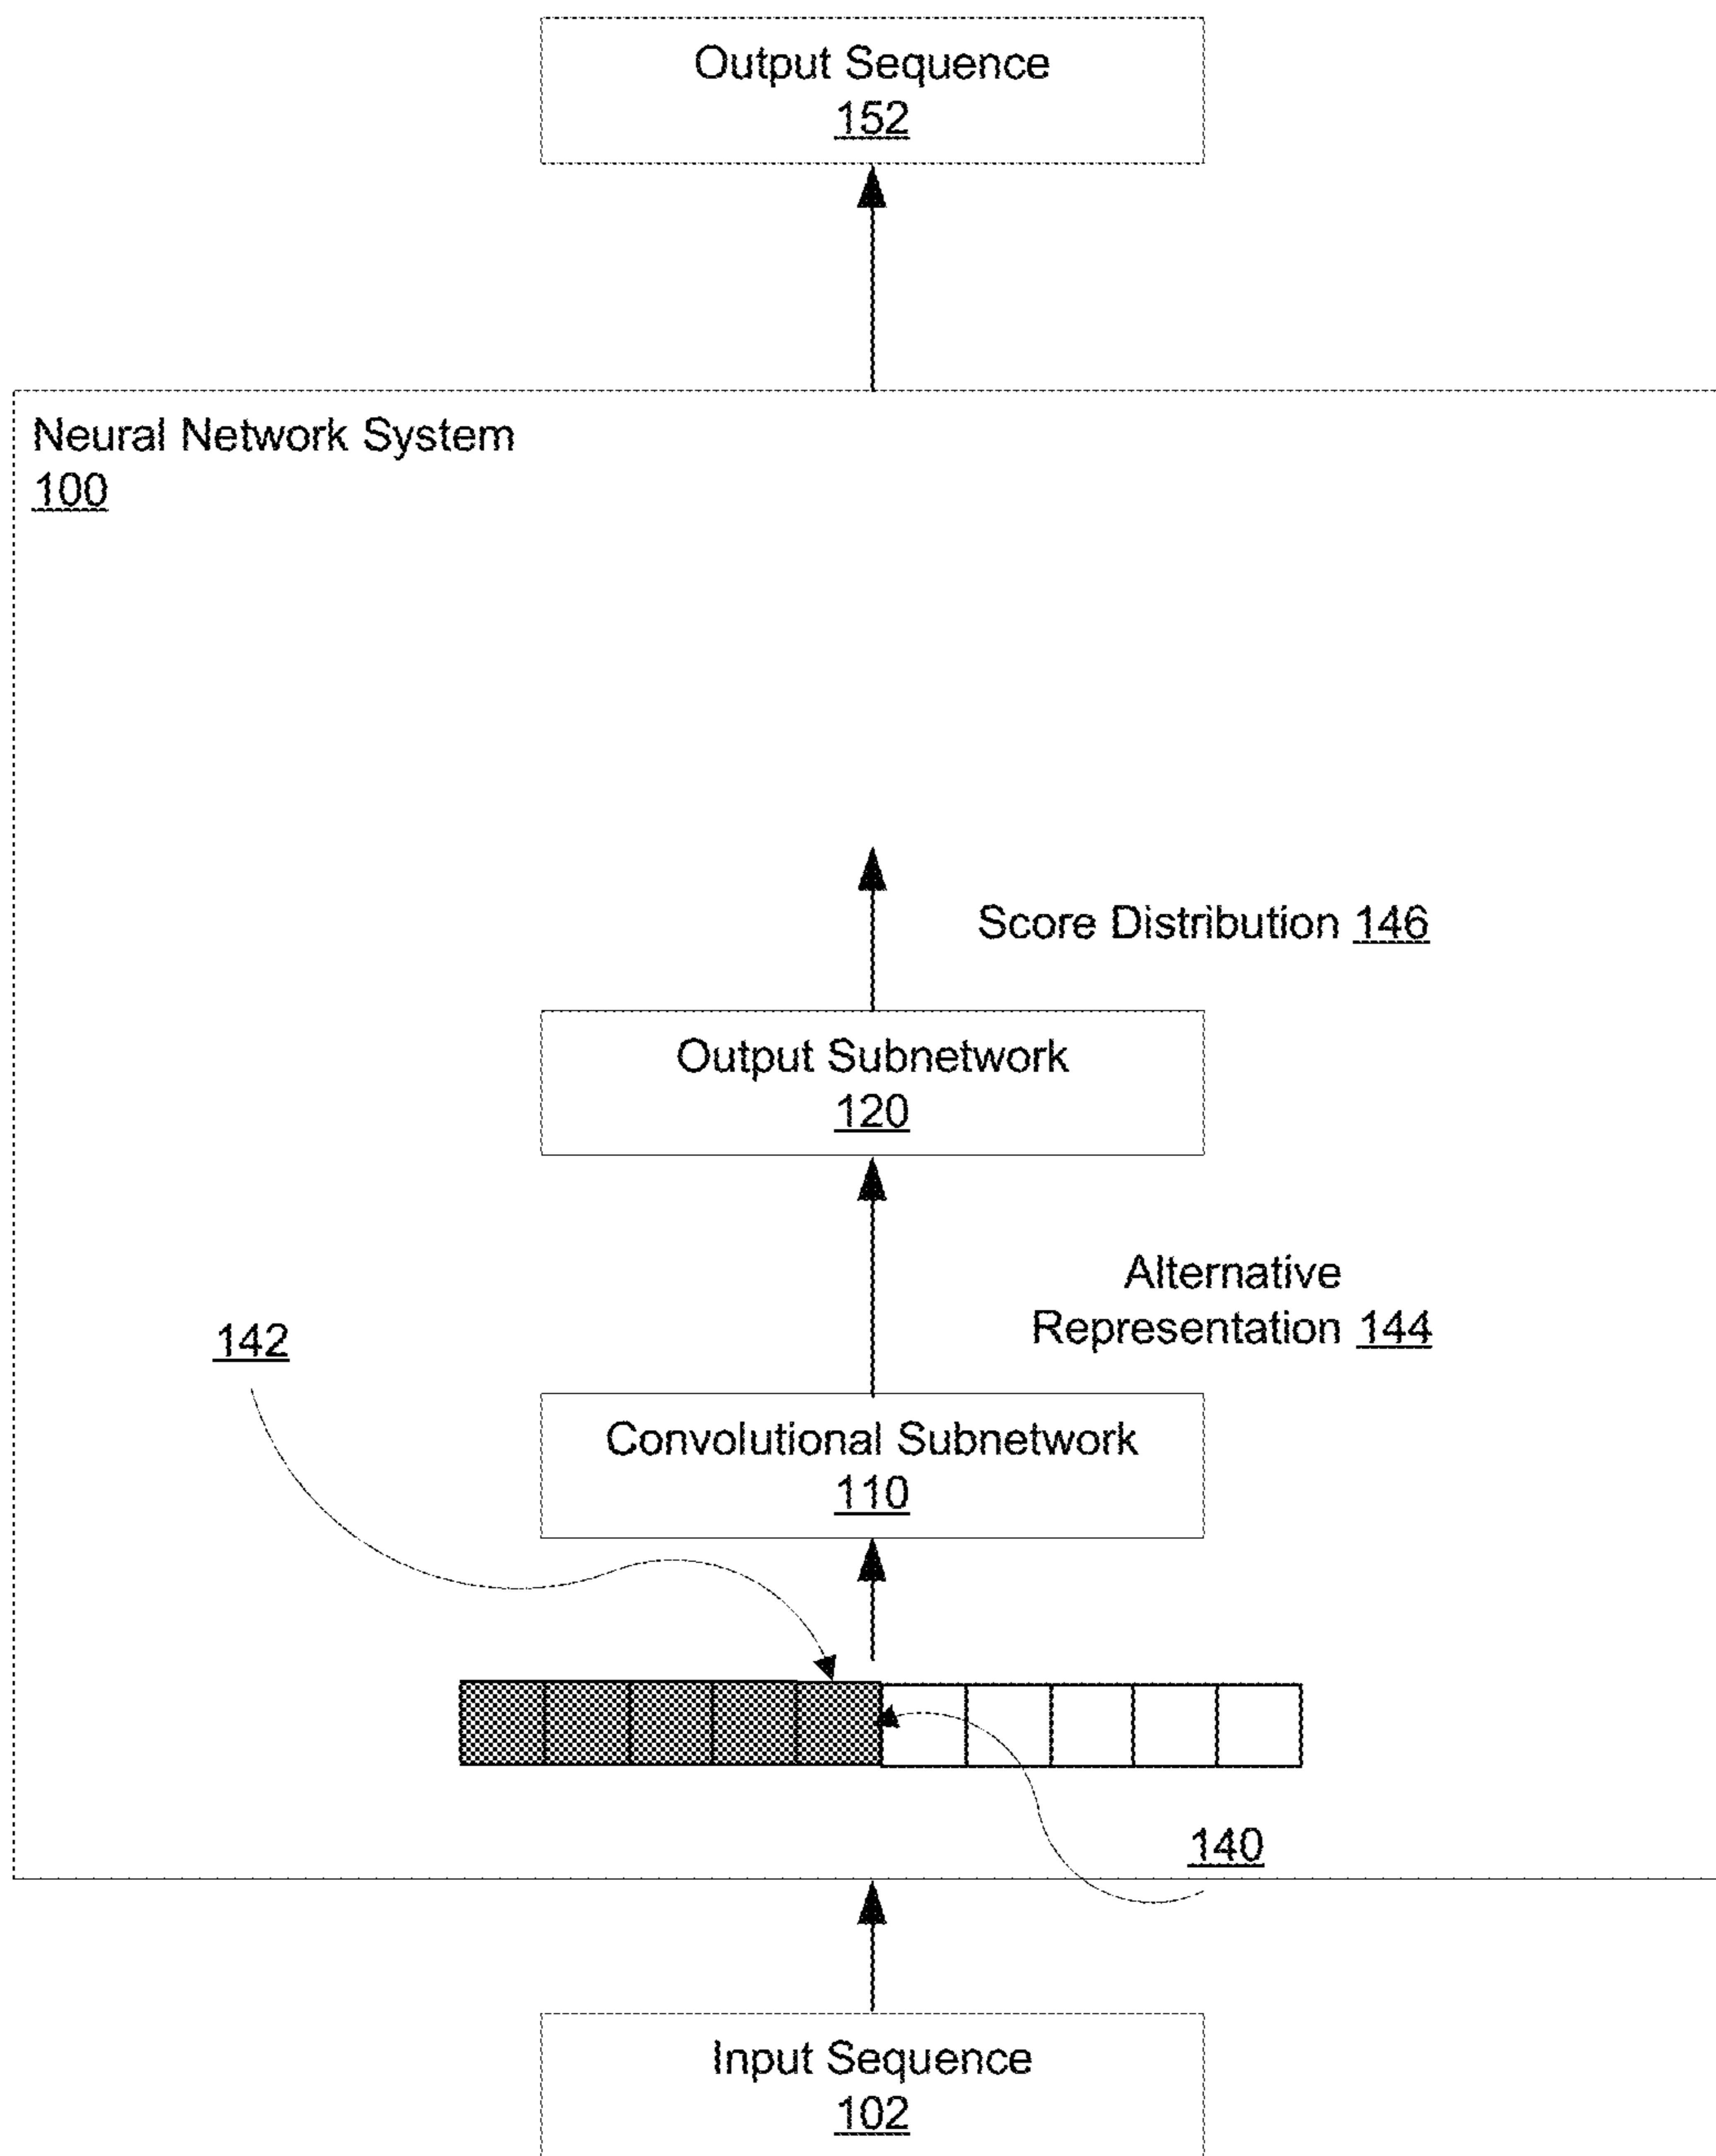 Output Sequence
152
Neural Network System
100
Score Distribution 146
Output Subnetwork
120
Alternative
Representation 144
142
Convolutional Subnetwork
110
140
Input Sequence
102